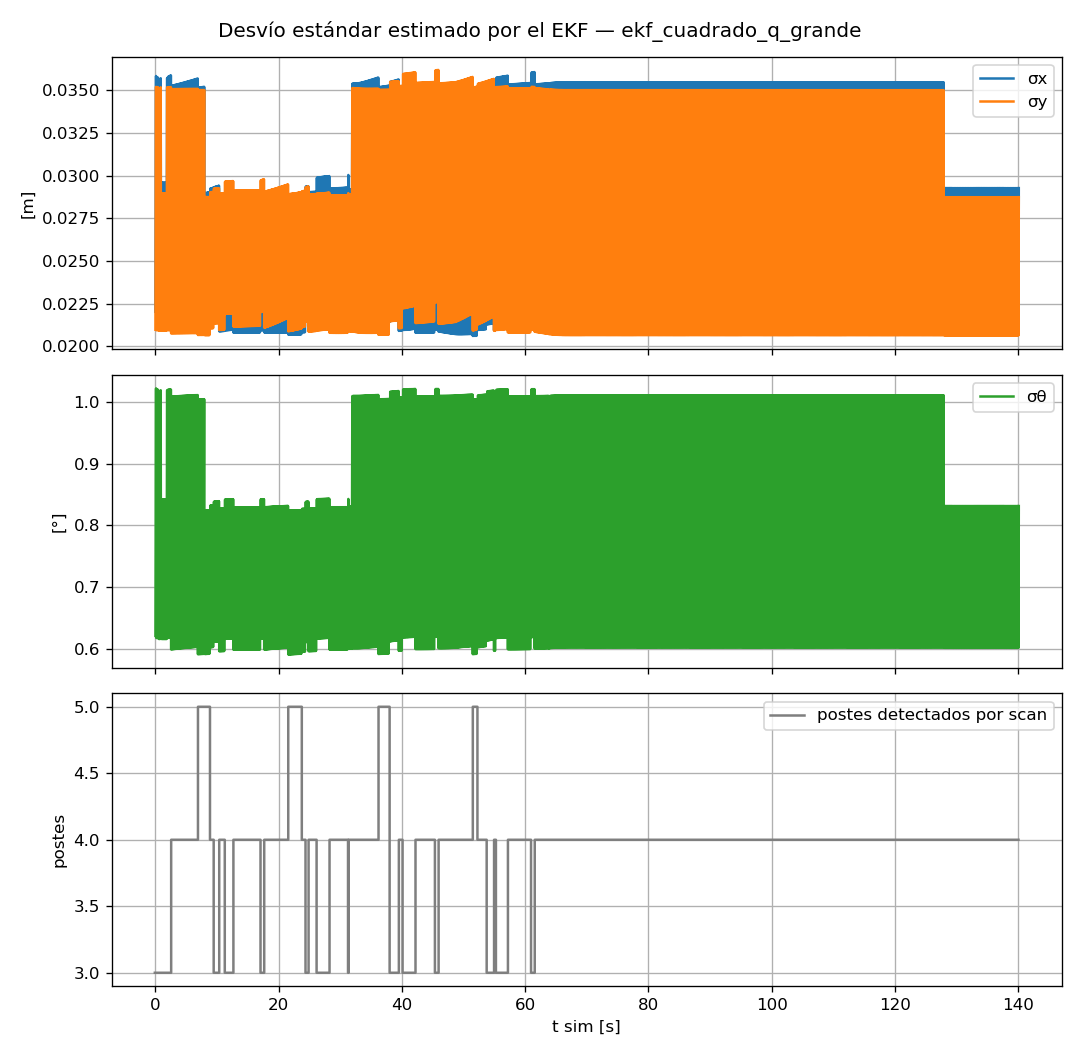 Desvío estándar estimado por el EKF — ekf_cuadrado_q_grande
0.0350
0.0325
0.0300
0.0275
0.0250
0.0225
0.0200
[m]
σx
σy
1.0
0.9
0.8
0.7
0.6
[°]
σθ
5.0
4.5
4.0
3.5
3.0
postes
postes detectados por scan
0 20 40 60 80 100 120 140
t sim [s]